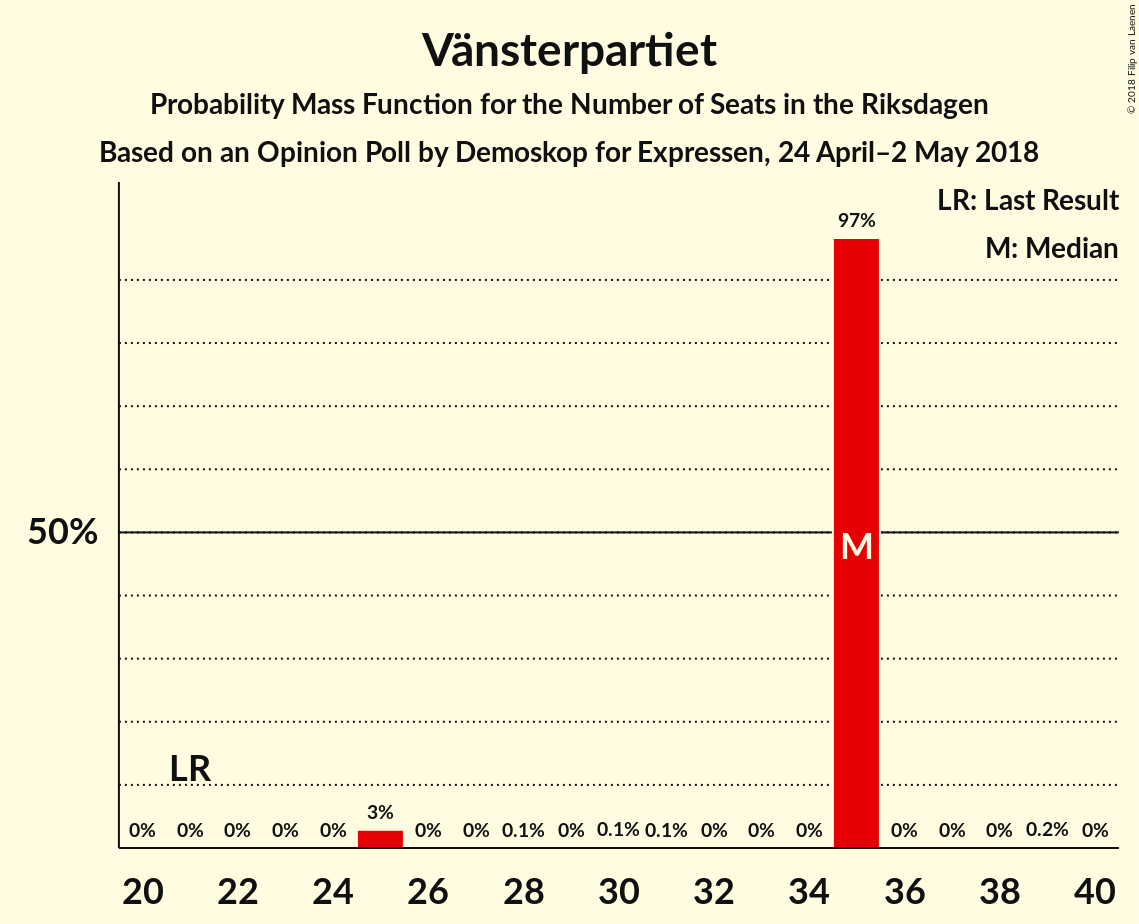 Vänsterpartiet
Probability Mass Function for the Number of Seats in the Riksdagen
Based on an Opinion Poll by Demoskop for Expressen, 24 April–2 May 2018
© 2018 Filip van Laenen
LR: Last Result
M: Median
97%
50%
M
LR
3%
0% 0% 0% 0% 0% 0% 0% 0.1% 0% 0.1% 0.1% 0% 0% 0% 0% 0% 0% 0.2% 0%
20 22 24 26 28 30 32 34 36 38 40